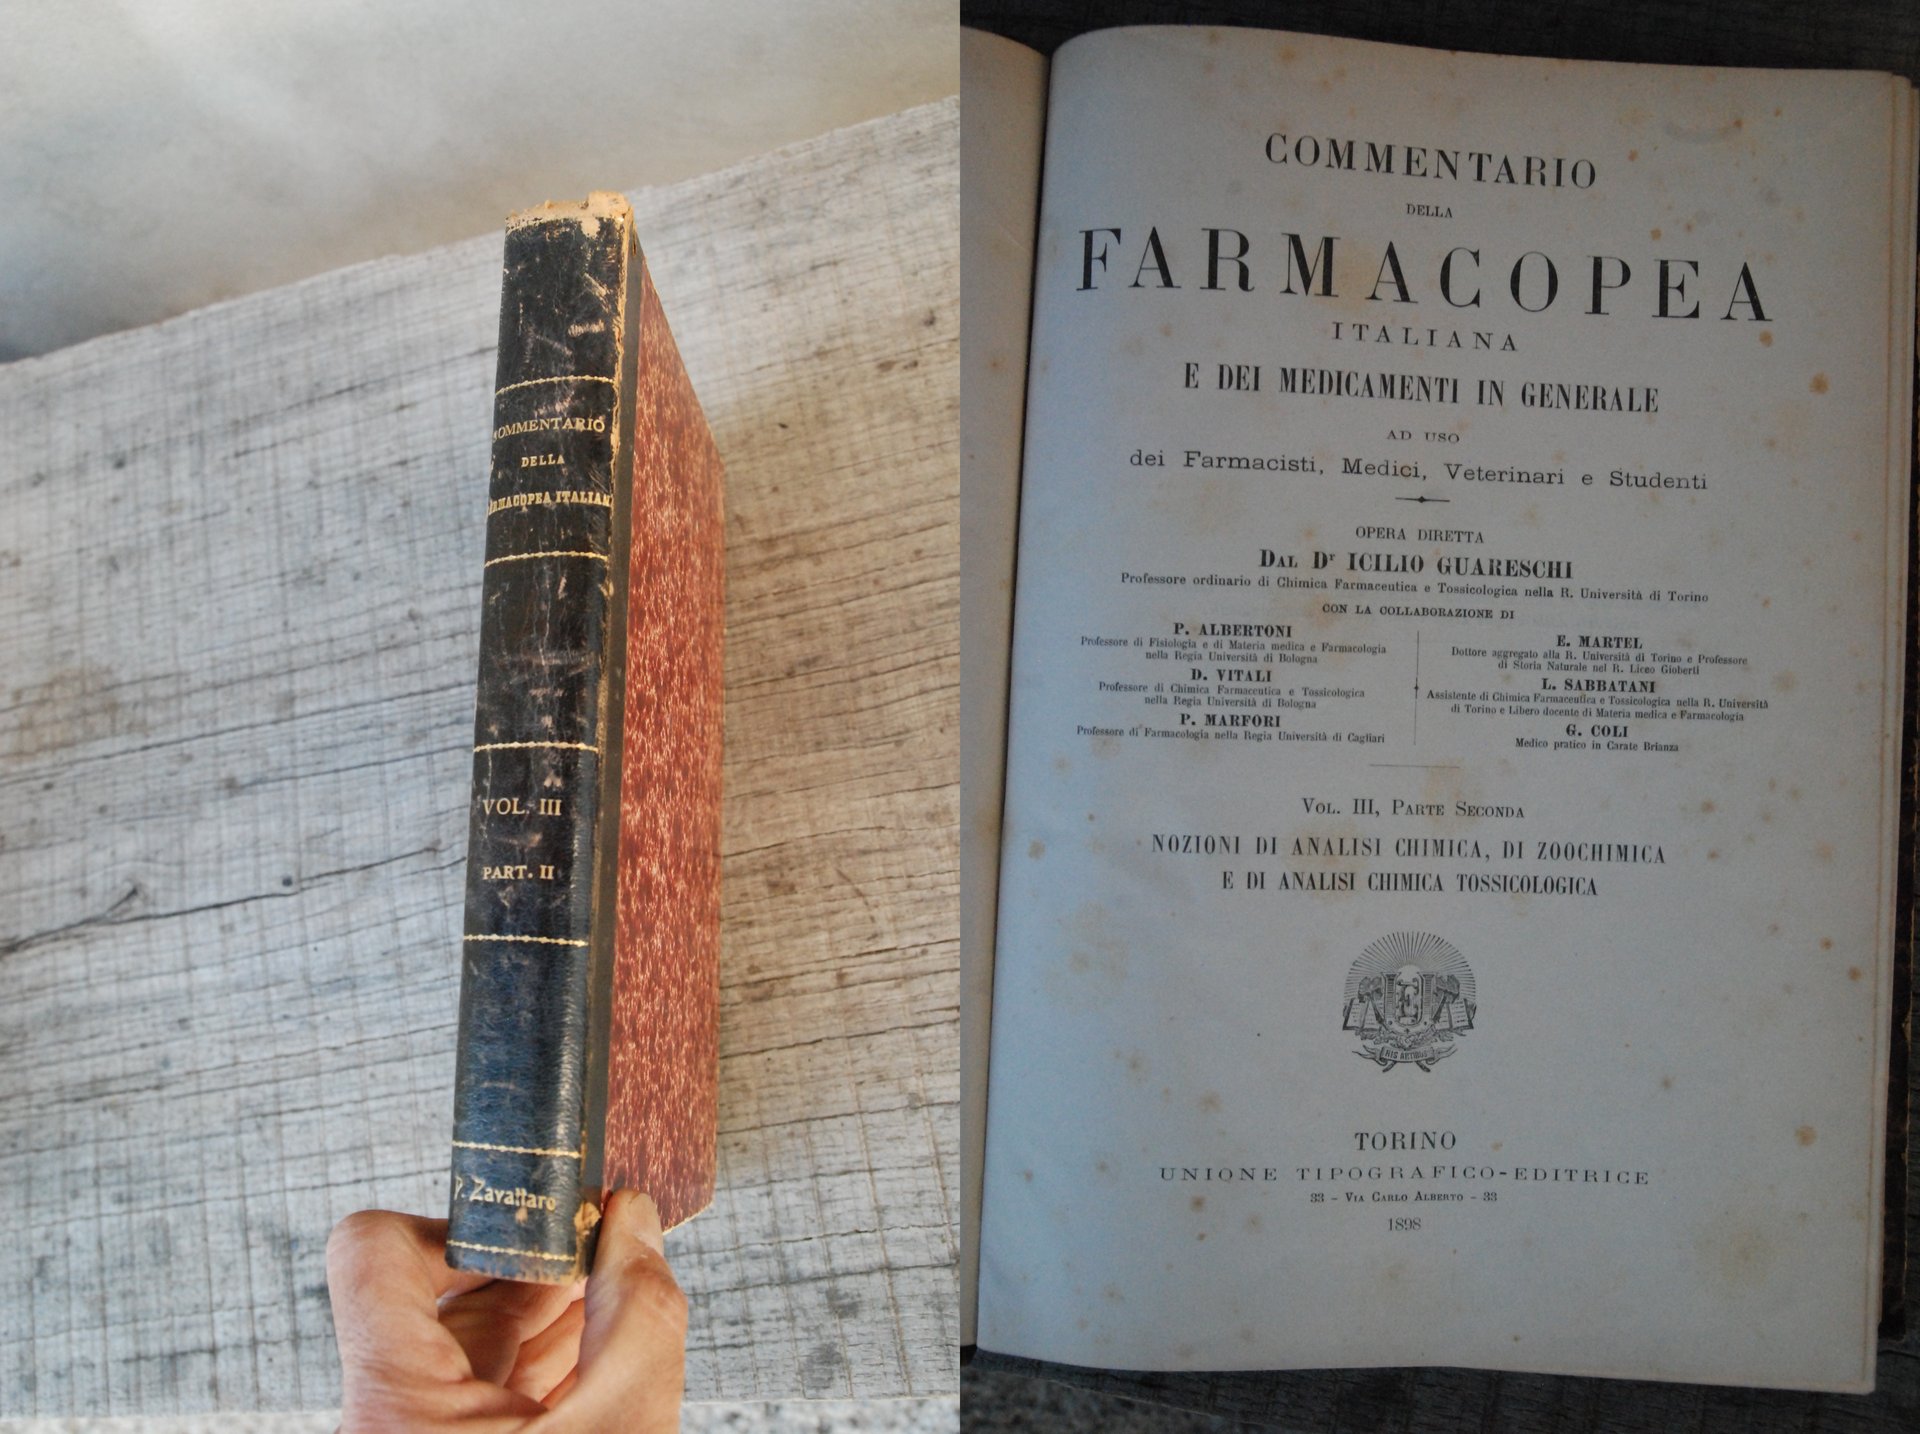 COMMENTARIO
DELLA
FARMACOPEA ITALIAN
VOL. III
PART. II
P. Zavattaro
COMMENTARIO
DELLA
FARMACOPEA
ITALIANA
E DEI MEDICAMENTI IN GENERALE
AD USO
dei Farmacisti, Medici, Veterinari e Studenti
OPERA DIRETTA
DAL Dr ICILIO GUARESCHI
Professore ordinario di Chimica Farmaceutica e Tossicologica nella R. Università di Torino
CON LA COLLABORAZIONE DI
P. ALBERTONI
Professore di Fisiologia e di Materia medica e Farmacologia
nella Regia Università di Bologna
D. VITALI
Professore di Chimica Farmaceutica e Tossicologica
nella Regia Università di Bologna
P. MARFORI
Professore di Farmacologia nella Regia Università di Cagliari
E. MARTEL
Dottore aggregato alla R. Università di Torino e Professore
di Storia Naturale nel R. Liceo Gioberti
L. SABBATANI
Assistente di Chimica Farmaceutica e Tossicologica nella R. Università
di Torino e Libero docente di Materia medica e Farmacologia
G. COLI
Medico pratico in Carate Brianza
VOL. III, PARTE SECONDA
NOZIONI DI ANALISI CHIMICA, DI ZOOCHIMICA
E DI ANALISI CHIMICA TOSSICOLOGICA
HIS ARTIBUS
TORINO
UNIONE TIPOGRAFICO-EDITRICE
33 – VIA CARLO ALBERTO – 33
1898